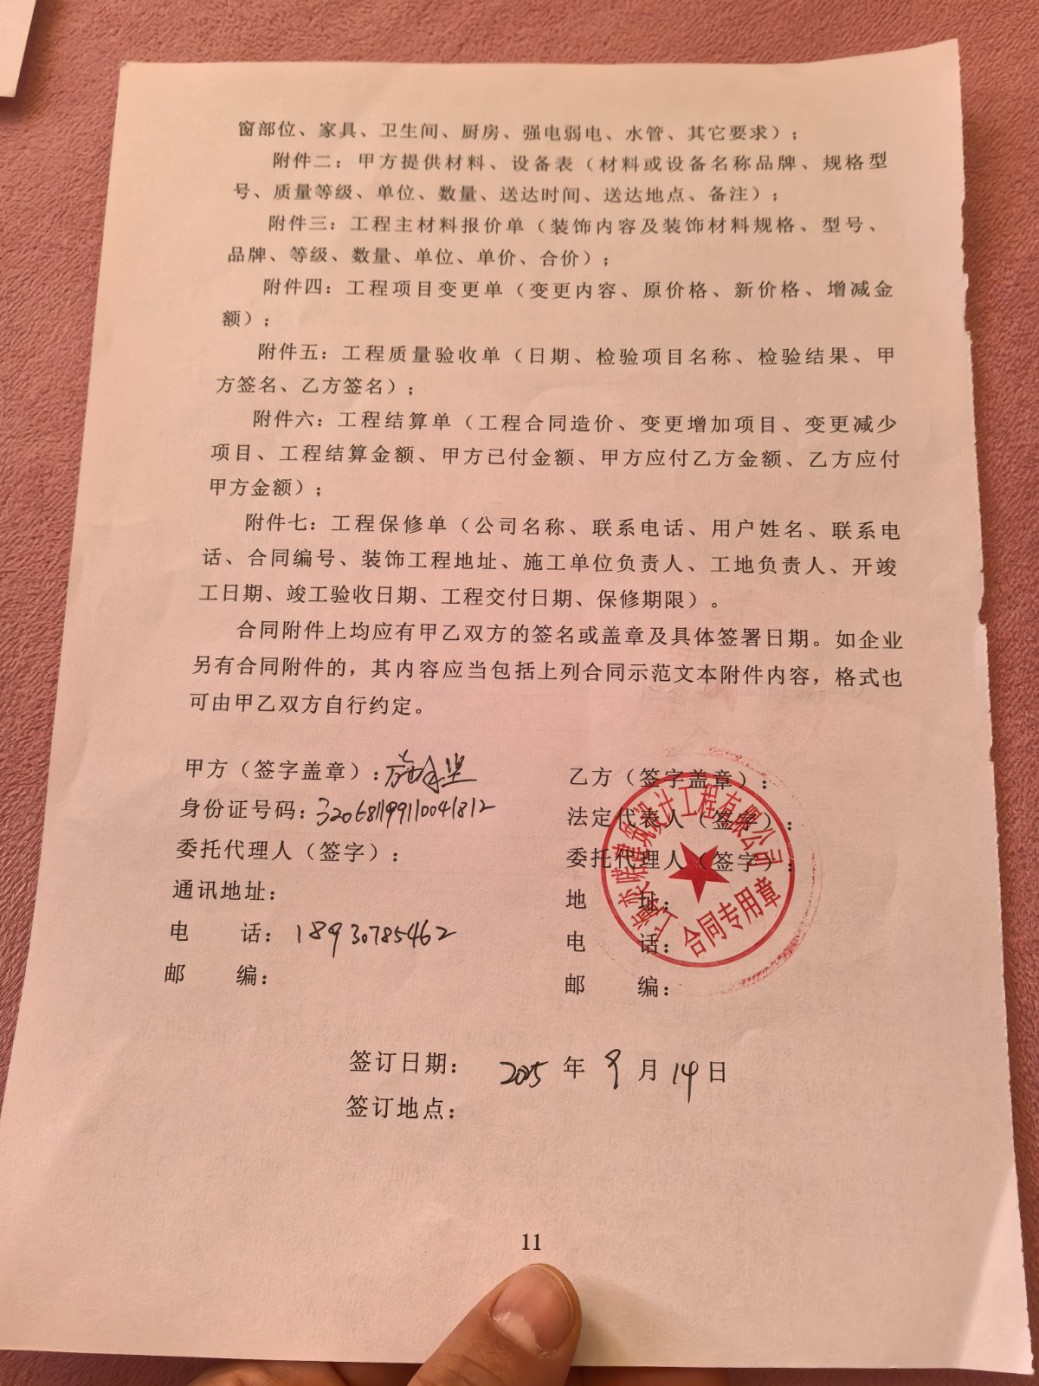 窗部位、家具、卫生间、厨房、强电弱电、水管、其它要求）；
附件二：甲方提供材料、设备表（材料或设备名称品牌、规格型
号、质量等级、单位、数量、送达时间、送达地点、备注）；
附件三：工程主材料报价单（装饰内容及装饰材料规格、型号、
品牌、等级、数量、单位、单价、合价）；
附件四：工程项目变更单（变更内容、原价格、新价格、增减金
额）；
附件五：工程质量验收单（日期、检验项目名称、检验结果、甲
方签名、乙方签名）；
附件六：工程结算单（工程合同造价、变更增加项目、变更减少
项目、工程结算金额、甲方已付金额、甲方应付乙方金额、乙方应付
甲方金额）；
附件七：工程保修单（公司名称、联系电话、用户姓名、联系电
话、合同编号、装饰工程地址、施工单位负责人、工地负责人、开竣
工日期、竣工验收日期、工程交付日期、保修期限）。
合同附件上均应有甲乙双方的签名或盖章及具体签署日期。如企业
另有合同附件的，其内容应当包括上列合同示范文本附件内容，格式也
可由甲乙双方自行约定。
甲方（签字盖章）：施
身份证号码：320681199110041812
委托代理人（签字）：
通讯地址：
电 话：18930785462
邮 编：
乙方（签字盖章）：
法定代表人（签字）：
委托代理人（签字）：
地 址：
电 话：
邮 编：
建筑设计工程有限公司
合同专用章
签订日期： 2025 年 9 月 14 日
签订地点：
11